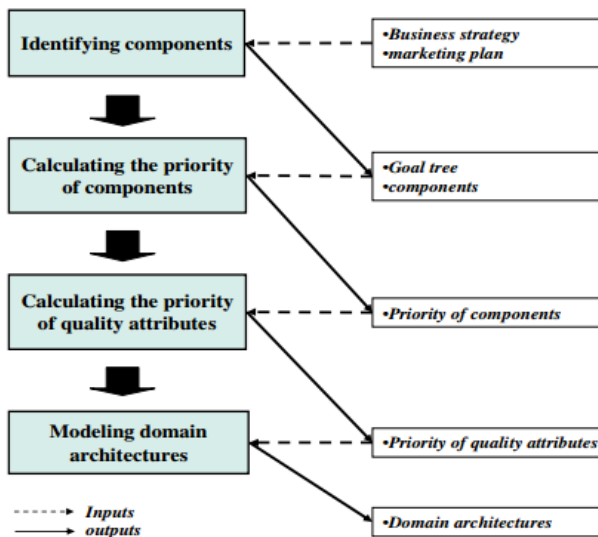 Identifying components
•Business strategy
•marketing plan
Calculating the priority
of components
•Goal tree
•components
Calculating the priority
of quality attributes
•Priority of components
Modeling domain
architectures
•Priority of quality attributes
•Domain architectures
Inputs
outputs